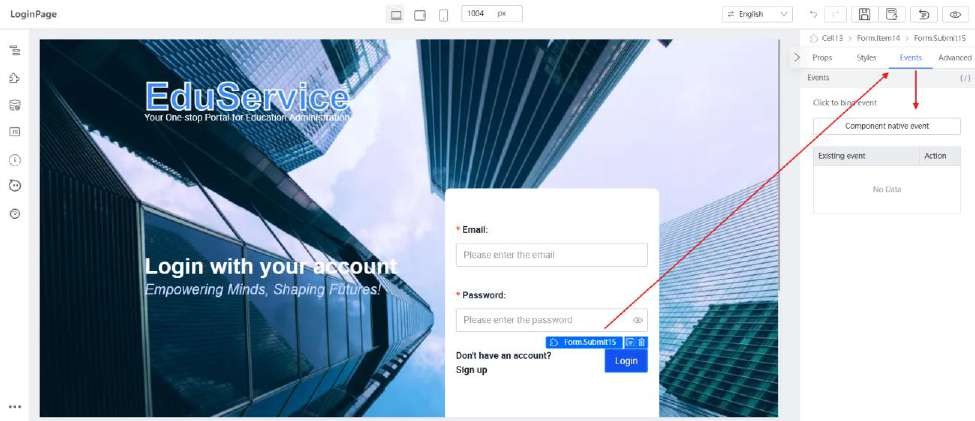 LoginPage
1034 px
English
Cell13 > Form.Item14 > Form.Submit15
Props Styles Events Advanced
Events
Click to bind event
Component native event
Existing event Action
No Data
EduService
Your One-stop Portal for Education Administration
Login with your account
Empowering Minds, Shaping Futures!
* Email:
Please enter the email
* Password:
Please enter the password
Form.Submit15
Don't have an account?
Sign up
Login